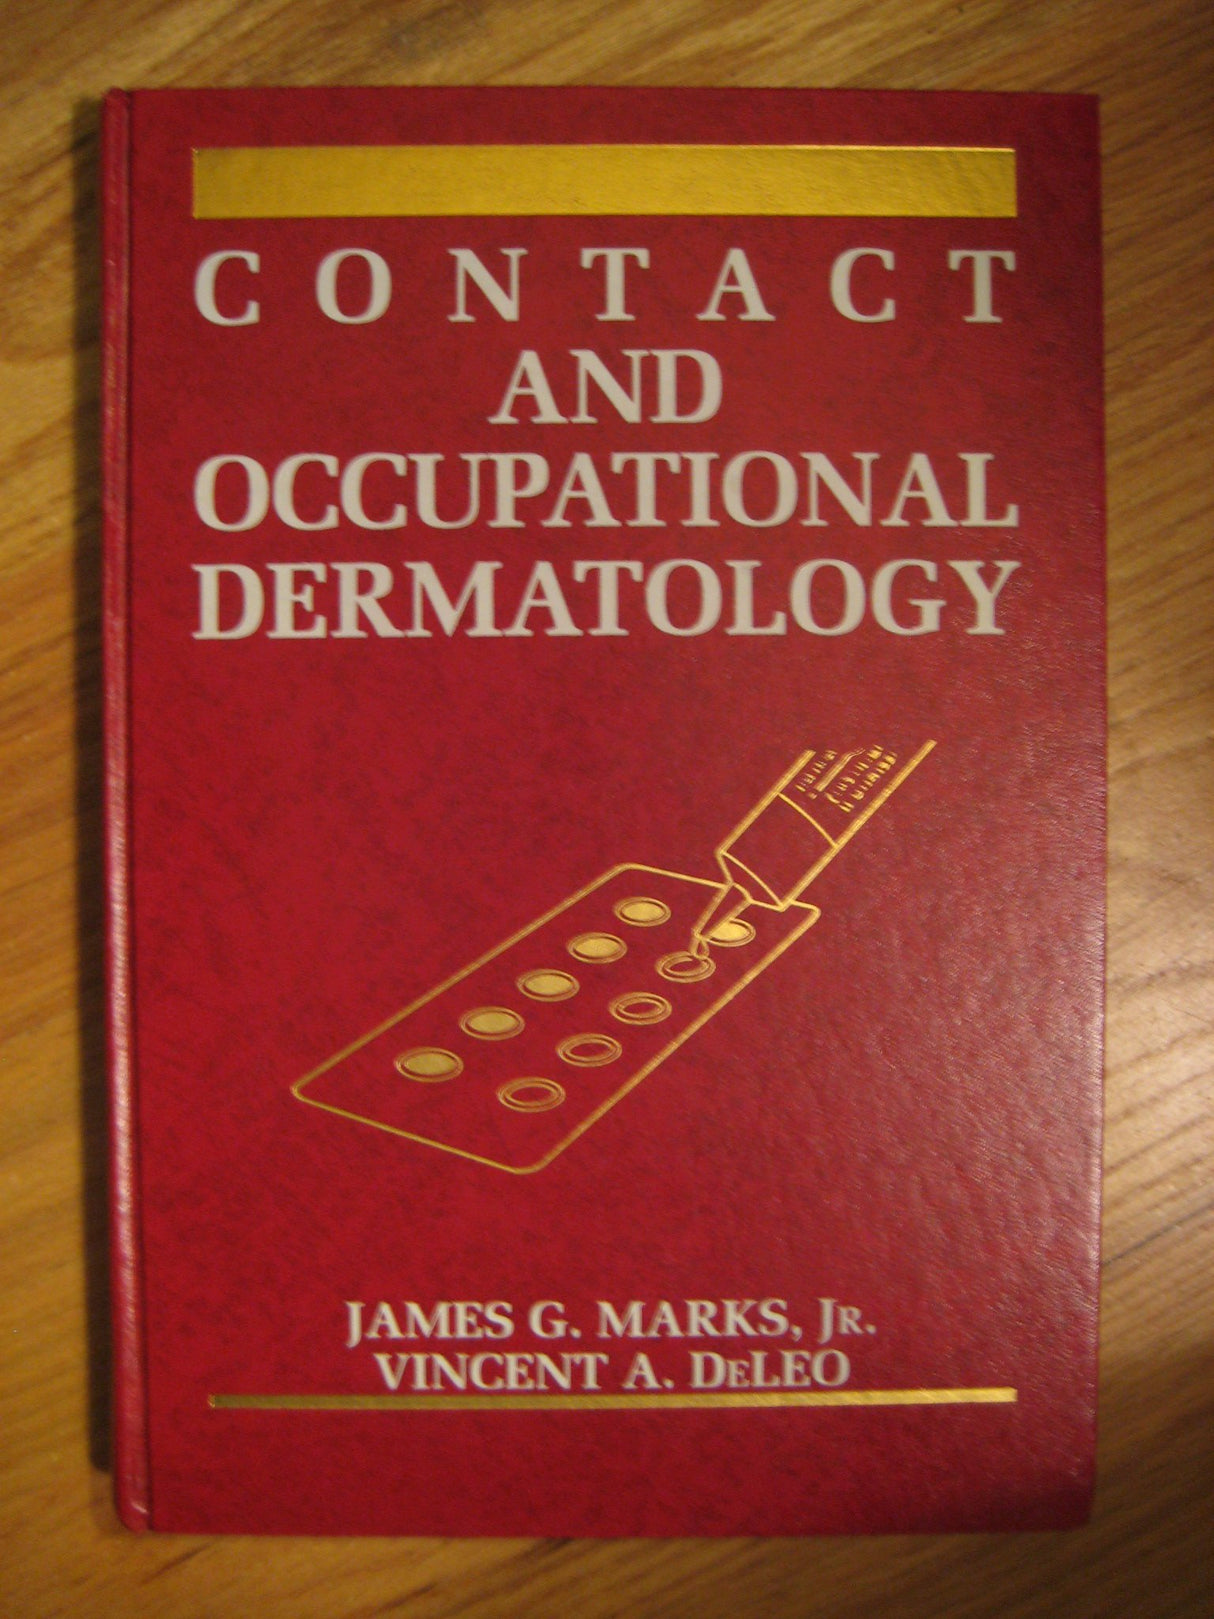 CONTACT
AND
OCCUPATIONAL
DERMATOLOGY
JAMES G. MARKS, JR.
VINCENT A. DELEO